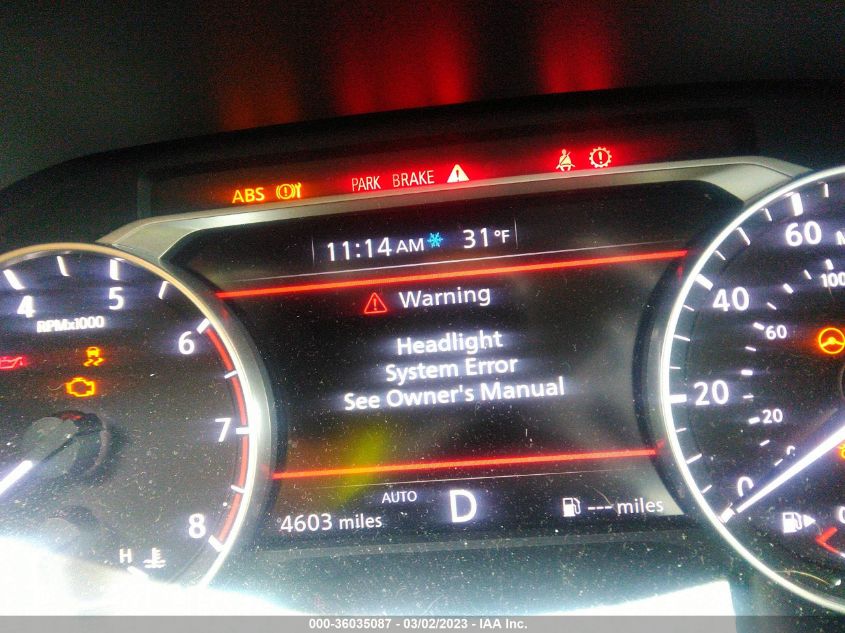 ABS PARK BRAKE
11:14 AM 31°F
Warning
Headlight
System Error
See Owner's Manual
AUTO
D
4603 miles
--- miles
4 5 6 7 8
RPMx1000
H
0 20 40 60
0 20 60 100
000-36035087 - 03/02/2023 - IAA Inc.